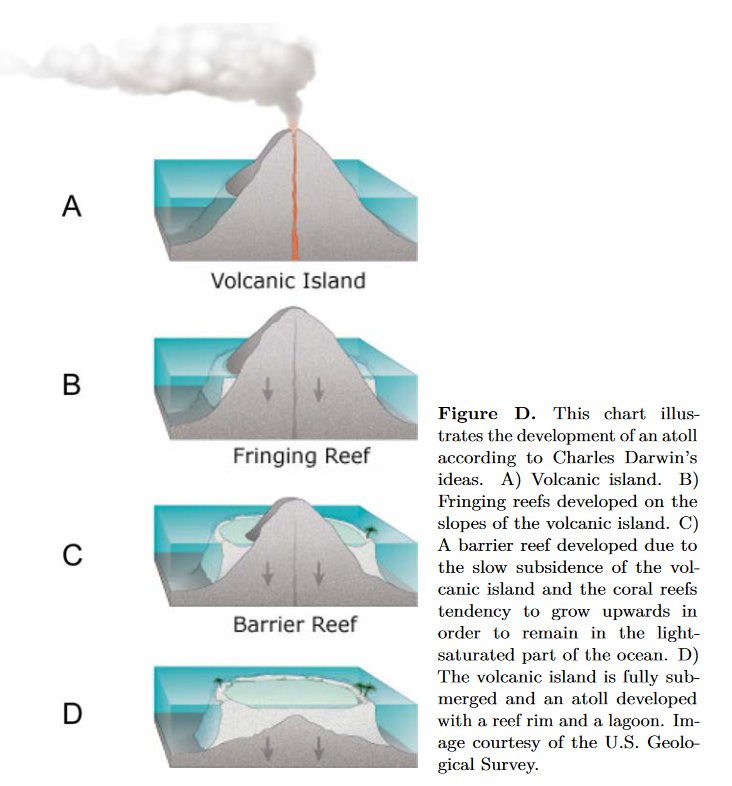 A
Volcanic Island
B
Fringing Reef
C
Barrier Reef
D
Figure D. This chart illus-
trates the development of an atoll
according to Charles Darwin's
ideas. A) Volcanic island. B)
Fringing reefs developed on the
slopes of the volcanic island. C)
A barrier reef developed due to
the slow subsidence of the vol-
canic island and the coral reefs
tendency to grow upwards in
order to remain in the light-
saturated part of the ocean. D)
The volcanic island is fully sub-
merged and an atoll developed
with a reef rim and a lagoon. Im-
age courtesy of the U.S. Geolo-
gical Survey.